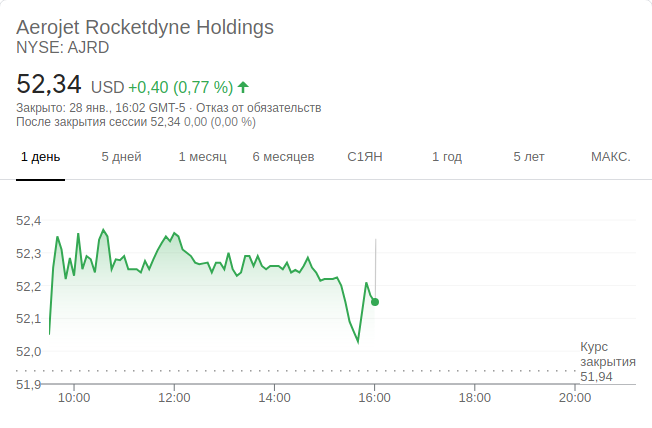 Aerojet Rocketdyne Holdings
NYSE: AJRD
52,34 USD +0,40 (0,77 %)
Закрыто: 28 янв., 16:02 GMT-5 · Отказ от обязательств
После закрытия сессии 52,34 0,00 (0,00 %)
1 день 5 дней 1 месяц 6 месяцев С1ЯН 1 год 5 лет МАКС.
52,4
52,3
52,2
52,1
52,0
51,9
Курс
закрытия
51,94
10:00 12:00 14:00 16:00 18:00 20:00